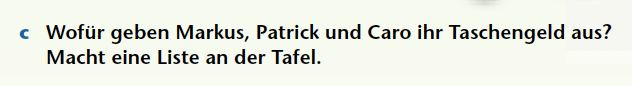 c Wofür geben Markus, Patrick und Caro ihr Taschengeld aus?
Macht eine Liste an der Tafel.